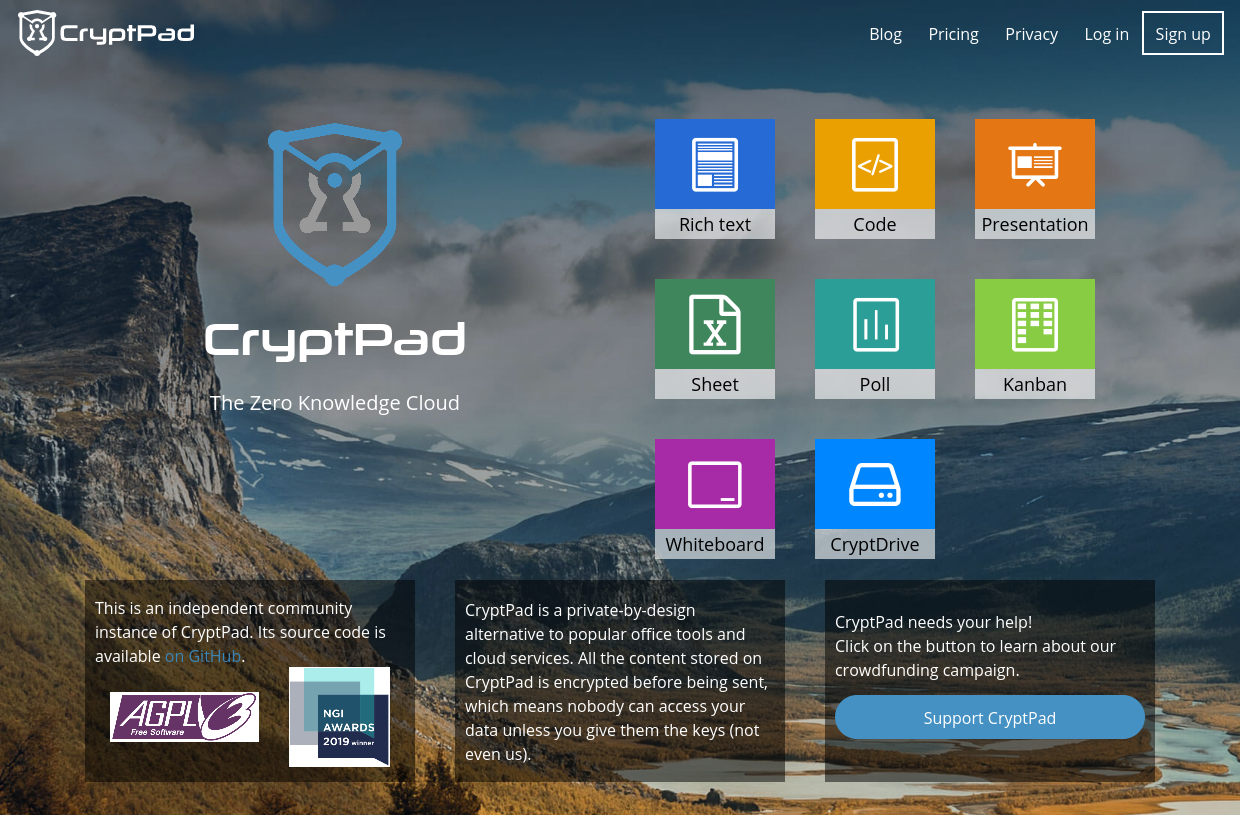 CryptPad
Blog
Pricing
Privacy
Log in
Sign up
CryptPad
The Zero Knowledge Cloud
Rich text
</>
Code
Presentation
X
Sheet
Poll
Kanban
Whiteboard
CryptDrive
This is an independent community
instance of CryptPad. Its source code is
available on GitHub.
AGPLv3
Free Software
NGI
AWARDS
2019 winner
CryptPad is a private-by-design
alternative to popular office tools and
cloud services. All the content stored on
CryptPad is encrypted before being sent,
which means nobody can access your
data unless you give them the keys (not
even us).
CryptPad needs your help!
Click on the button to learn about our
crowdfunding campaign.
Support CryptPad